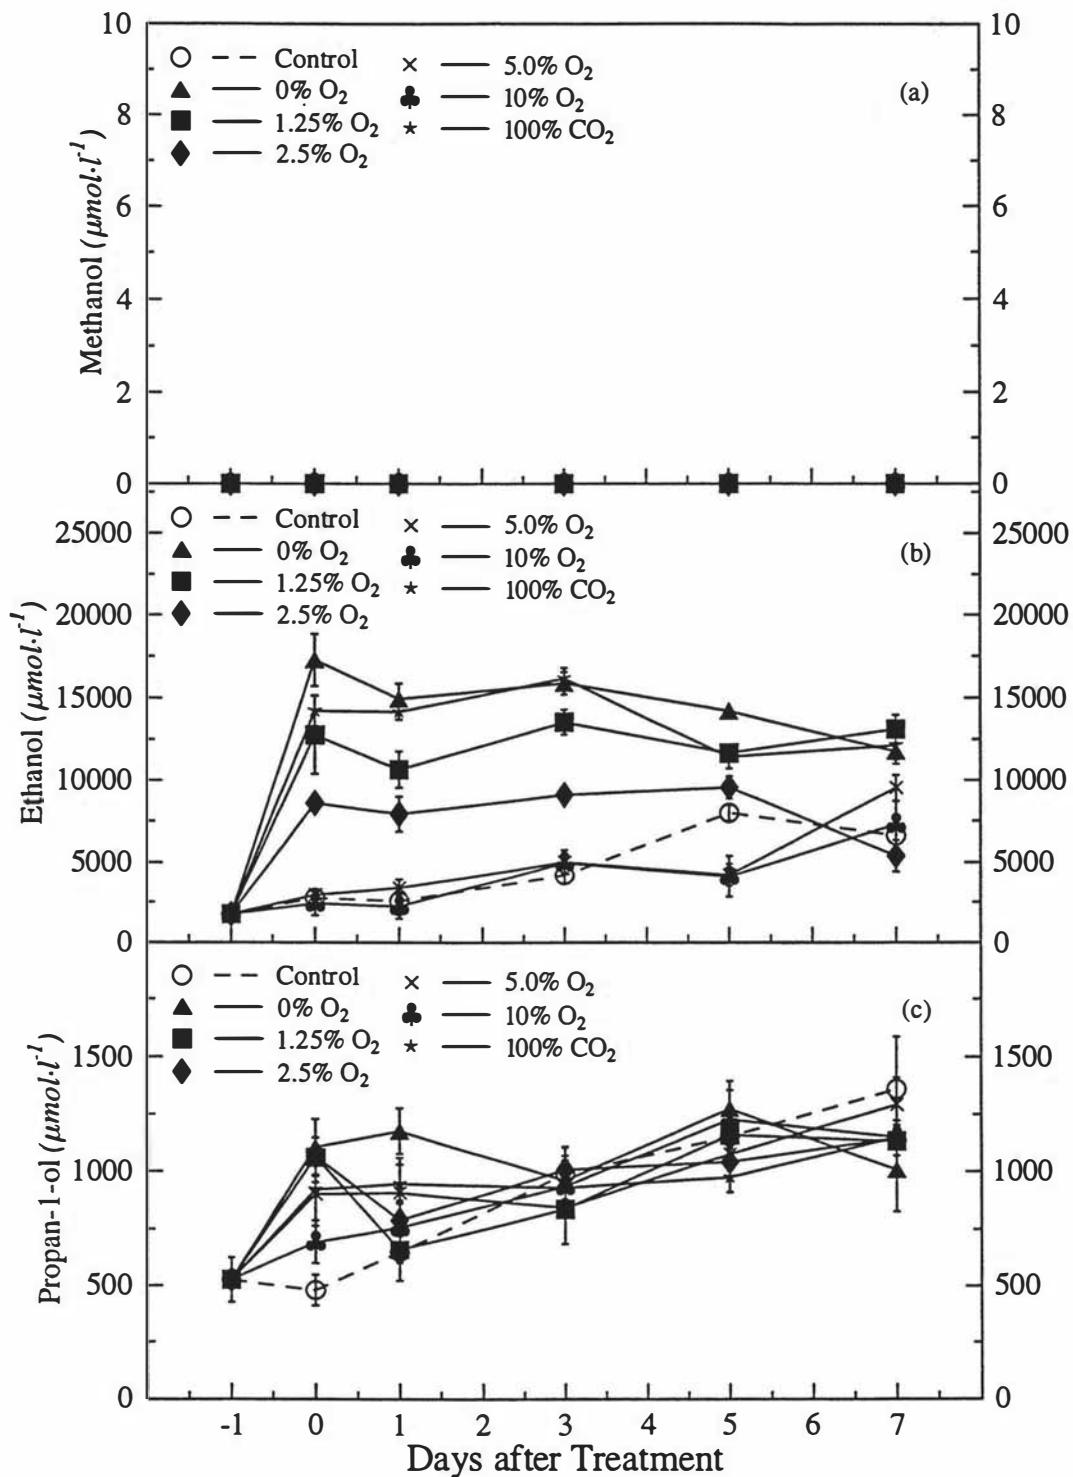 10 10
Control 5.0% O2
0% O2 10% O2 (a)
1.25% O2 100% CO2
2.5% O2
8 8
6 6
4 4
2 2
0 0
Methanol (µmol·l-1)
Control 5.0% O2
0% O2 10% O2 (b)
1.25% O2 100% CO2
2.5% O2
25000 25000
20000 20000
15000 15000
10000 10000
5000 5000
0 0
Ethanol (µmol·l-1)
Control 5.0% O2
0% O2 10% O2 (c)
1.25% O2 100% CO2
2.5% O2
1500 1500
1000 1000
500 500
0 0
Propan-1-ol (µmol·l-1)
-1 0 1 2 3 4 5 6 7
Days after Treatment